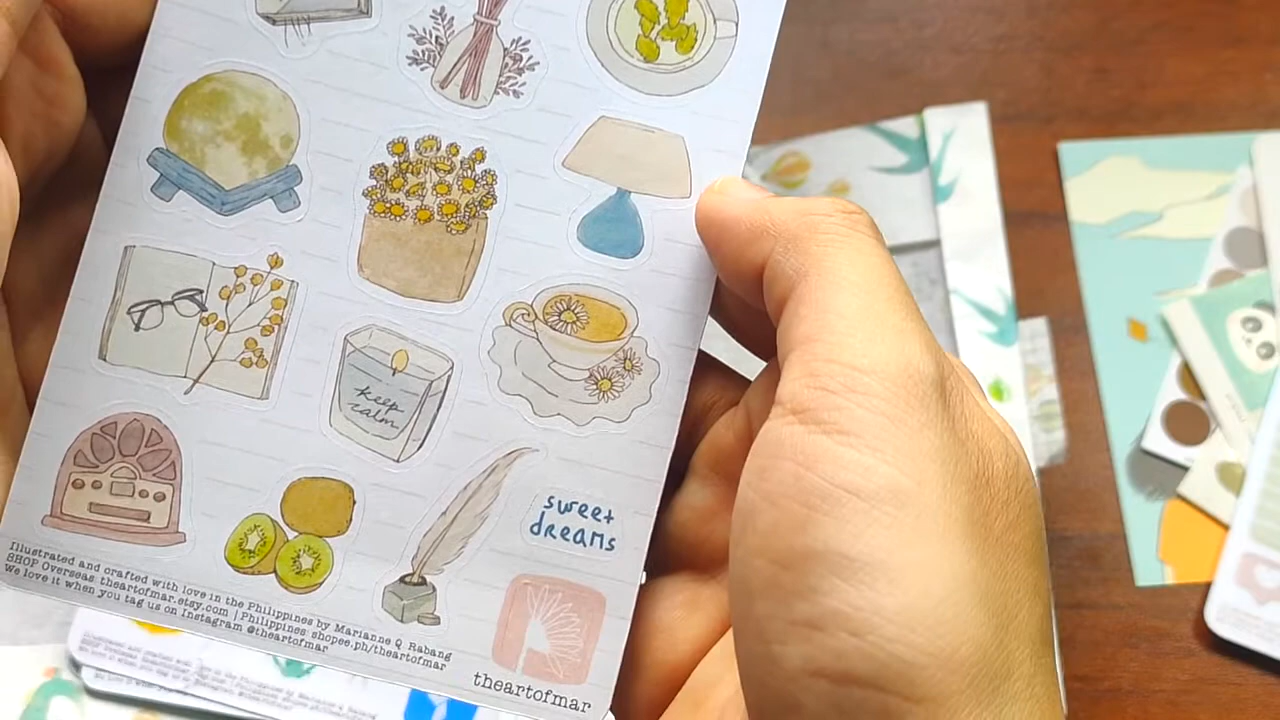 keep
calm
sweet
dreams
Illustrated and crafted with love in the Philippines by Marianne Q Rabang
SHOP Overseas: theartofmar.etsy.com | Philippines: shopee.ph/theartofmar
We love it when you tag us on Instagram @theartofmar
theartofmar